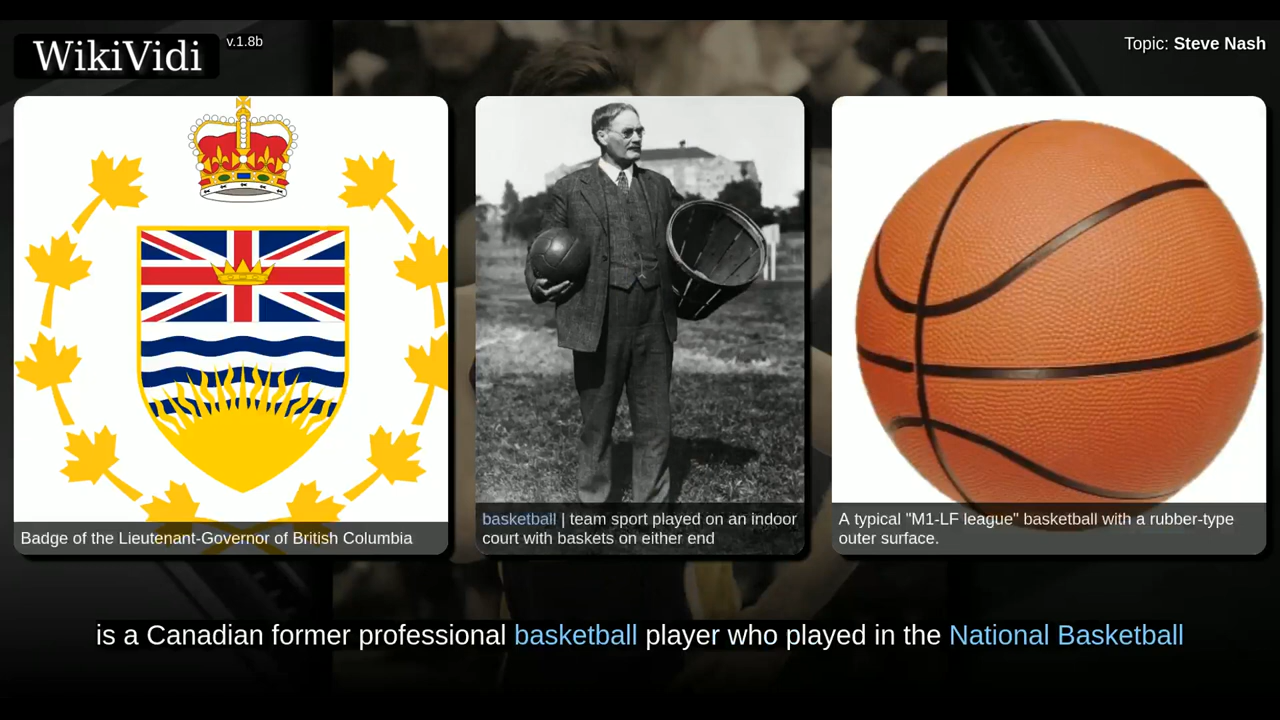 WikiVidi
v.1.8b
Topic: Steve Nash
Badge of the Lieutenant-Governor of British Columbia
basketball | team sport played on an indoor
court with baskets on either end
A typical "M1-LF league" basketball with a rubber-type
outer surface.
is a Canadian former professional basketball player who played in the National Basketball